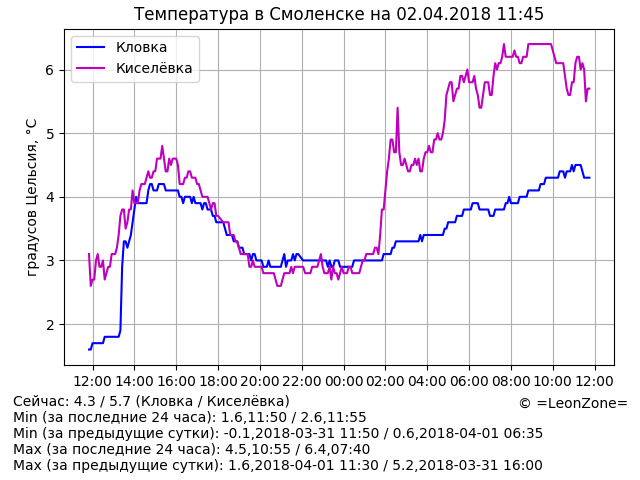 Температура в Смоленске на 02.04.2018 11:45
Кловка
Киселёвка
градусов Цельсия, °C
6
5
4
3
2
12:00 14:00 16:00 18:00 20:00 22:00 00:00 02:00 04:00 06:00 08:00 10:00 12:00
Сейчас: 4.3 / 5.7 (Кловка / Киселёвка)
© =LeonZone=
Min (за последние 24 часа): 1.6,11:50 / 2.6,11:55
Min (за предыдущие сутки): -0.1,2018-03-31 11:50 / 0.6,2018-04-01 06:35
Max (за последние 24 часа): 4.5,10:55 / 6.4,07:40
Max (за предыдущие сутки): 1.6,2018-04-01 11:30 / 5.2,2018-03-31 16:00